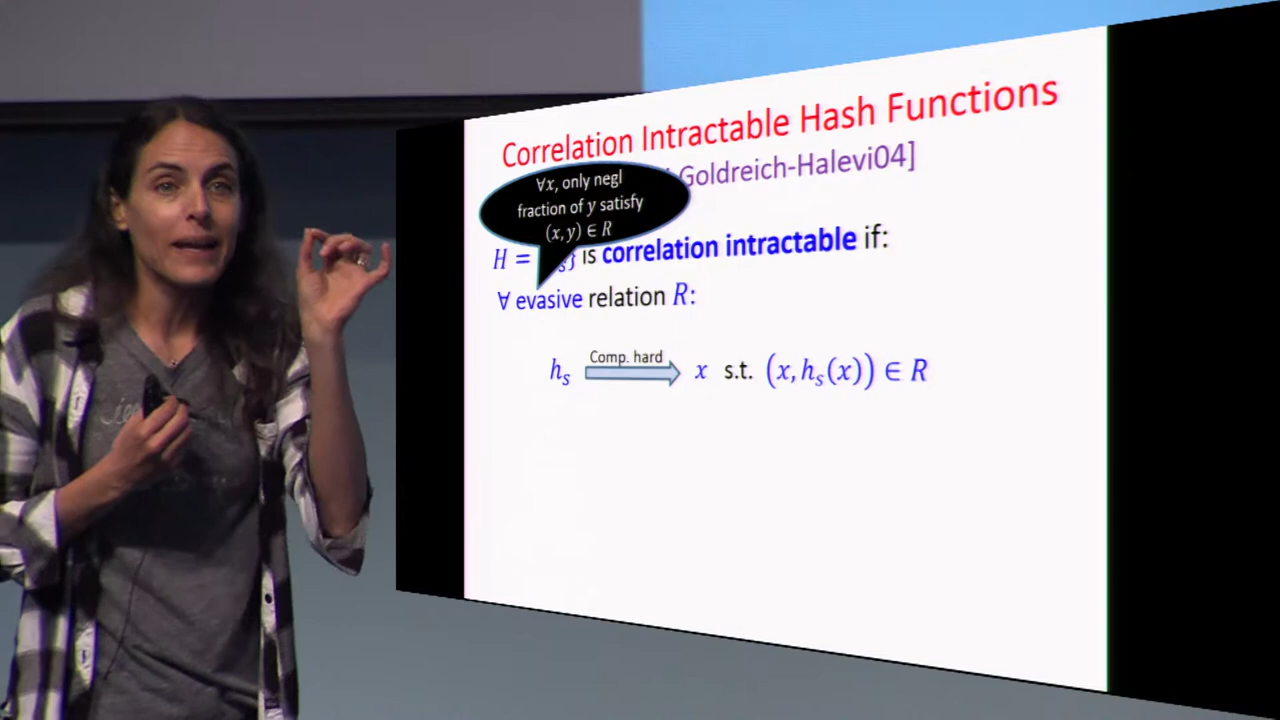 Correlation Intractable Hash Functions
Goldreich-Halevi04]
∀x, only negl
fraction of y satisfy
(x, y) ∈ R
H = s} is correlation intractable if:
∀ evasive relation R:
Comp. hard
h_s x s.t. (x, h_s(x)) ∈ R